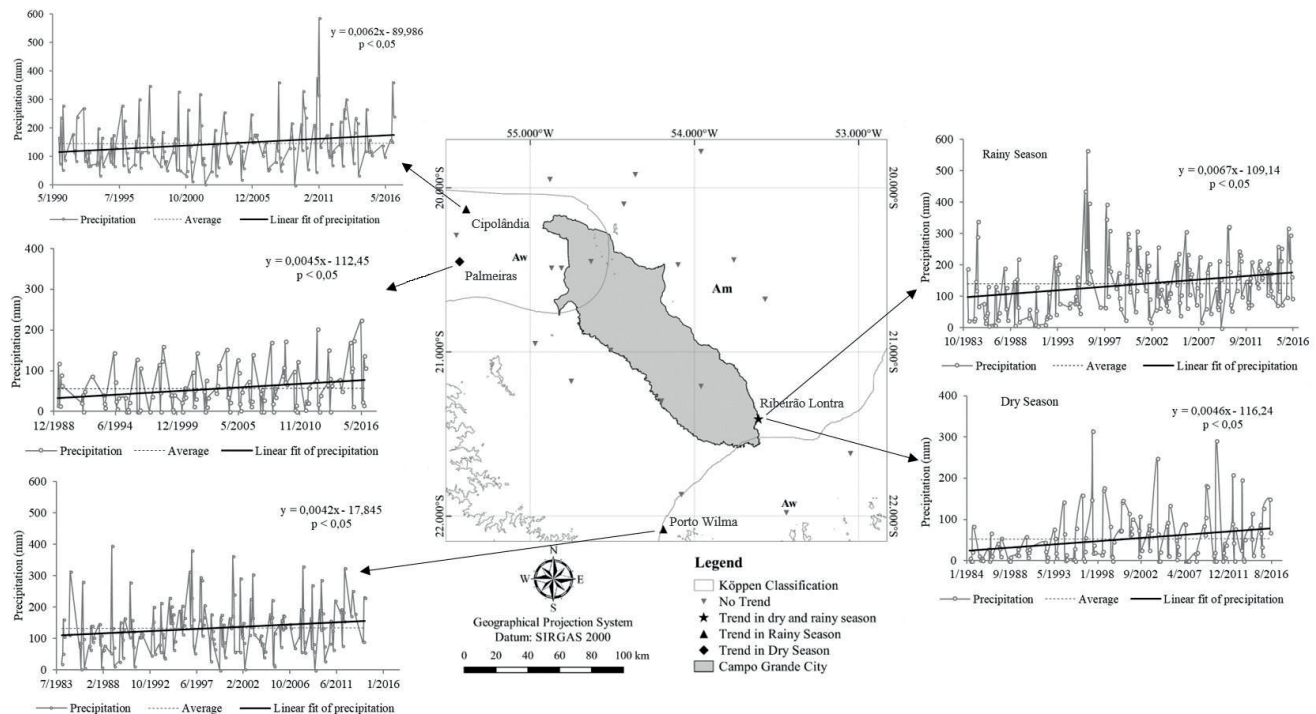 y = 0,0062x - 89,986
p < 0,05
Precipitation (mm)
600
500
400
300
200
100
0
5/1990 7/1995 10/2000 12/2005 2/2011 5/2016
Precipitation Average Linear fit of precipitation
y = 0,0045x - 112,45
p < 0,05
Precipitation (mm)
400
300
200
100
0
12/1988 6/1994 12/1999 5/2005 11/2010 5/2016
Precipitation Average Linear fit of precipitation
y = 0,0042x - 17,845
p < 0,05
Precipitation (mm)
600
500
400
300
200
100
0
7/1983 2/1988 10/1992 6/1997 2/2002 10/2006 6/2011 1/2016
Precipitation Average Linear fit of precipitation
55.000°W 54.000°W 53.000°W
20.000°S 20.000°S
21.000°S 21.000°S
22.000°S 22.000°S
Cipolândia
Palmeiras
Aw
Am
Ribeirão Lontra
Aw
Porto Wilma
N
W E
S
Geographical Projection System
Datum: SIRGAS 2000
0 20 40 60 80 100 km
Legend
Köppen Classification
No Trend
Trend in dry and rainy season
Trend in Rainy Season
Trend in Dry Season
Campo Grande City
Rainy Season
y = 0,0067x - 109,14
p < 0,05
Precipitation (mm)
600
500
400
300
200
100
0
10/1983 6/1988 1/1993 9/1997 5/2002 1/2007 9/2011 5/2016
Precipitation Average Linear fit of precipitation
Dry Season
y = 0,0046x - 116,24
p < 0,05
Precipitation (mm)
400
300
200
100
0
1/1984 9/1988 5/1993 1/1998 9/2002 5/2007 12/2011 8/2016
Precipitation Average Linear fit of precipitation